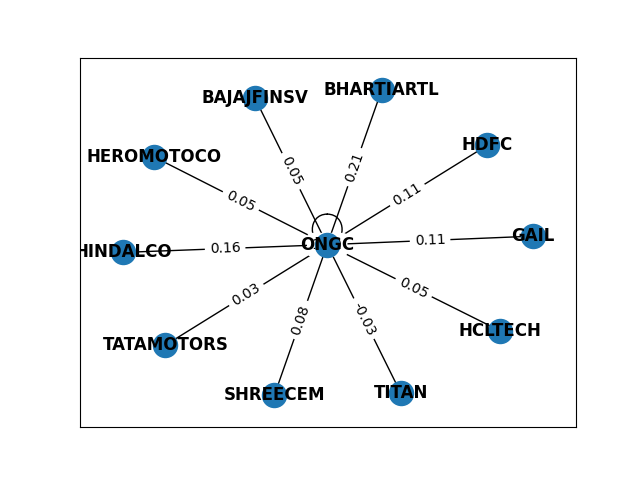 BHARTIARTL
BAJAJFINSV
HDFC
HEROMOTOCO
0.05
0.21
0.11
0.05
GAIL
0.11
ONGC
0.16
HINDALCO
0.05
0.03
0.08
-0.03
HCLTECH
TATAMOTORS
TITAN
SHREECEM